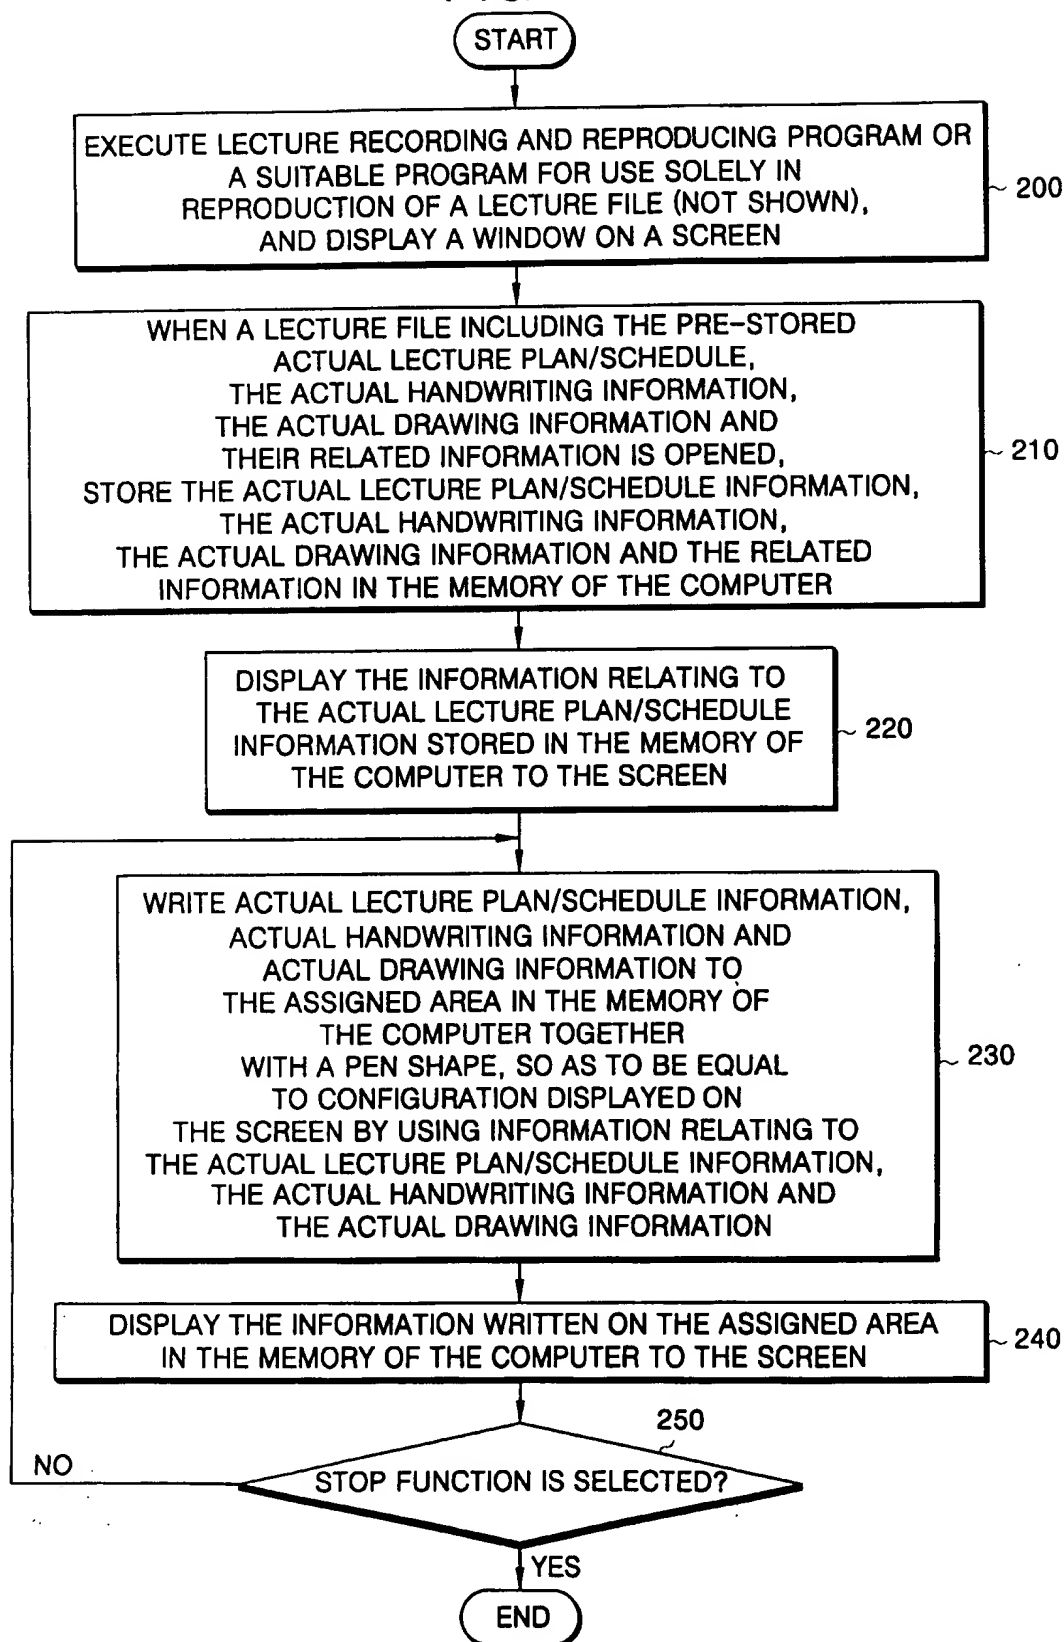 START
EXECUTE LECTURE RECORDING AND REPRODUCING PROGRAM OR
A SUITABLE PROGRAM FOR USE SOLELY IN
REPRODUCTION OF A LECTURE FILE (NOT SHOWN),
AND DISPLAY A WINDOW ON A SCREEN
200
WHEN A LECTURE FILE INCLUDING THE PRE-STORED
ACTUAL LECTURE PLAN/SCHEDULE,
THE ACTUAL HANDWRITING INFORMATION,
THE ACTUAL DRAWING INFORMATION AND
THEIR RELATED INFORMATION IS OPENED,
STORE THE ACTUAL LECTURE PLAN/SCHEDULE INFORMATION,
THE ACTUAL HANDWRITING INFORMATION,
THE ACTUAL DRAWING INFORMATION AND THE RELATED
INFORMATION IN THE MEMORY OF THE COMPUTER
210
DISPLAY THE INFORMATION RELATING TO
THE ACTUAL LECTURE PLAN/SCHEDULE
INFORMATION STORED IN THE MEMORY OF
THE COMPUTER TO THE SCREEN
220
WRITE ACTUAL LECTURE PLAN/SCHEDULE INFORMATION,
ACTUAL HANDWRITING INFORMATION AND
ACTUAL DRAWING INFORMATION TO
THE ASSIGNED AREA IN THE MEMORY OF
THE COMPUTER TOGETHER
WITH A PEN SHAPE, SO AS TO BE EQUAL
TO CONFIGURATION DISPLAYED ON
THE SCREEN BY USING INFORMATION RELATING TO
THE ACTUAL LECTURE PLAN/SCHEDULE INFORMATION,
THE ACTUAL HANDWRITING INFORMATION AND
THE ACTUAL DRAWING INFORMATION
230
DISPLAY THE INFORMATION WRITTEN ON THE ASSIGNED AREA
IN THE MEMORY OF THE COMPUTER TO THE SCREEN
240
250
STOP FUNCTION IS SELECTED?
NO
YES
END